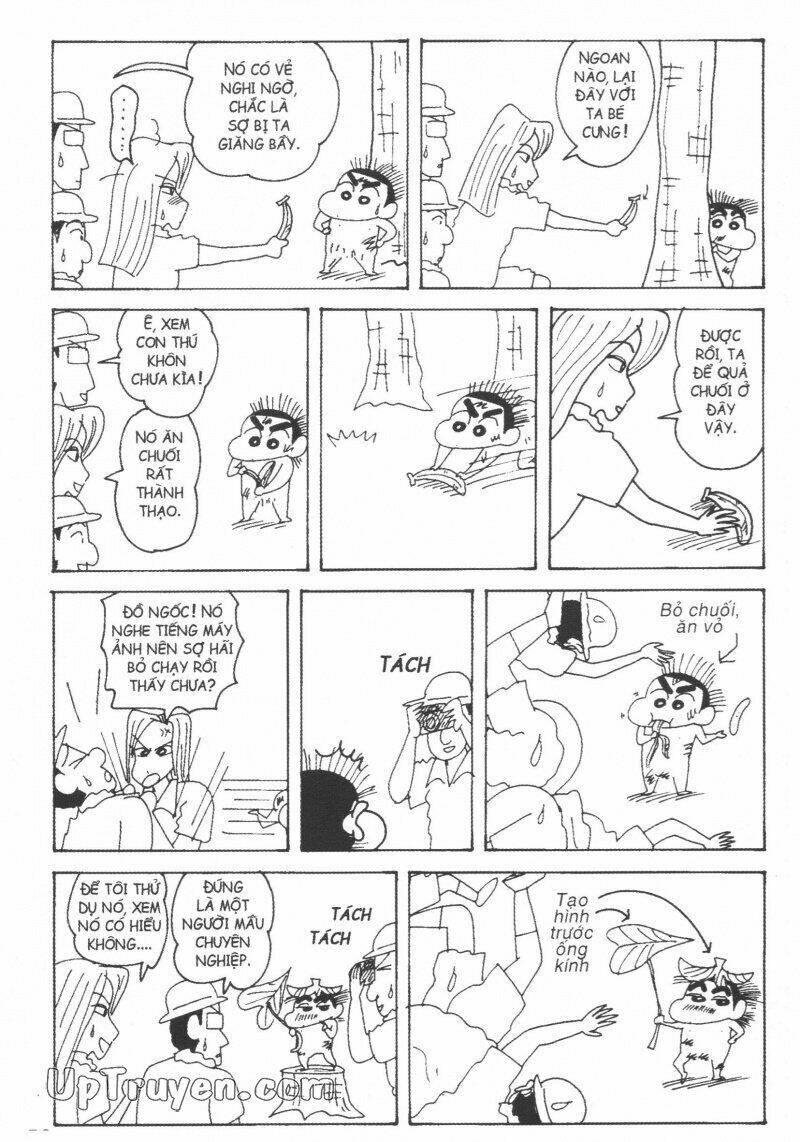 NGOAN
NÀO, LẠI
ĐÂY VỚI
TA BÉ
CƯNG!
NÓ CÓ VẺ
NGHI NGỜ,
CHẮC LÀ
SỢ BỊ TA
GIĂNG BẪY.
......
ĐƯỢC
RỒI, TA
ĐỂ QUẢ
CHUỐI Ở
ĐÂY
VẬY.
Ê, XEM
CON THÚ
KHÔN
CHƯA KÌA!
NÓ ĂN
CHUỐI
RẤT
THÀNH
THẠO.
Bỏ chuối,
ăn vỏ
TÁCH
ĐỒ NGỐC! NÓ
NGHE TIẾNG MÁY
ẢNH NÊN SỢ HÃI
BỎ CHẠY RỒI
THẤY CHƯA?
Tạo
hình
trước
ống
kính
TÁCH
TÁCH
ĐÚNG
LÀ MỘT
NGƯỜI MẪU
CHUYÊN
NGHIỆP.
ĐỂ TÔI THỬ
DỤ NÓ, XEM
NÓ CÓ HIỂU
KHÔNG....
UpTruyen.com